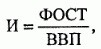 И = ФОСТ / ВВП,